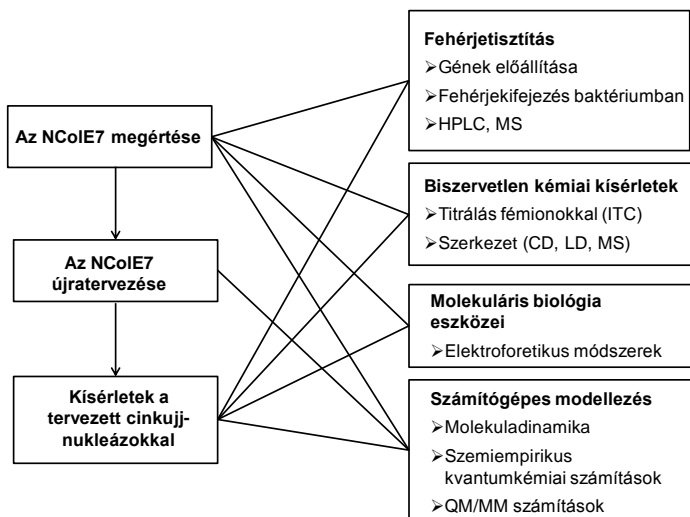 Az NColE7 megértése
Az NColE7
újratervezése
Kísérletek a
tervezett cinkujj-
nukleázokkal
Fehérjetisztítás
➢Gének előállítása
➢Fehérjekifejezés baktériumban
➢HPLC, MS
Biszervetlen kémiai kísérletek
➢Titrálás fémionokkal (ITC)
➢Szerkezet (CD, LD, MS)
Molekuláris biológia
eszközei
➢Elektroforetikus módszerek
Számítógépes modellezés
➢Molekuladinamika
➢Szemiempirikus
kvantumkémiai számítások
➢QM/MM számítások